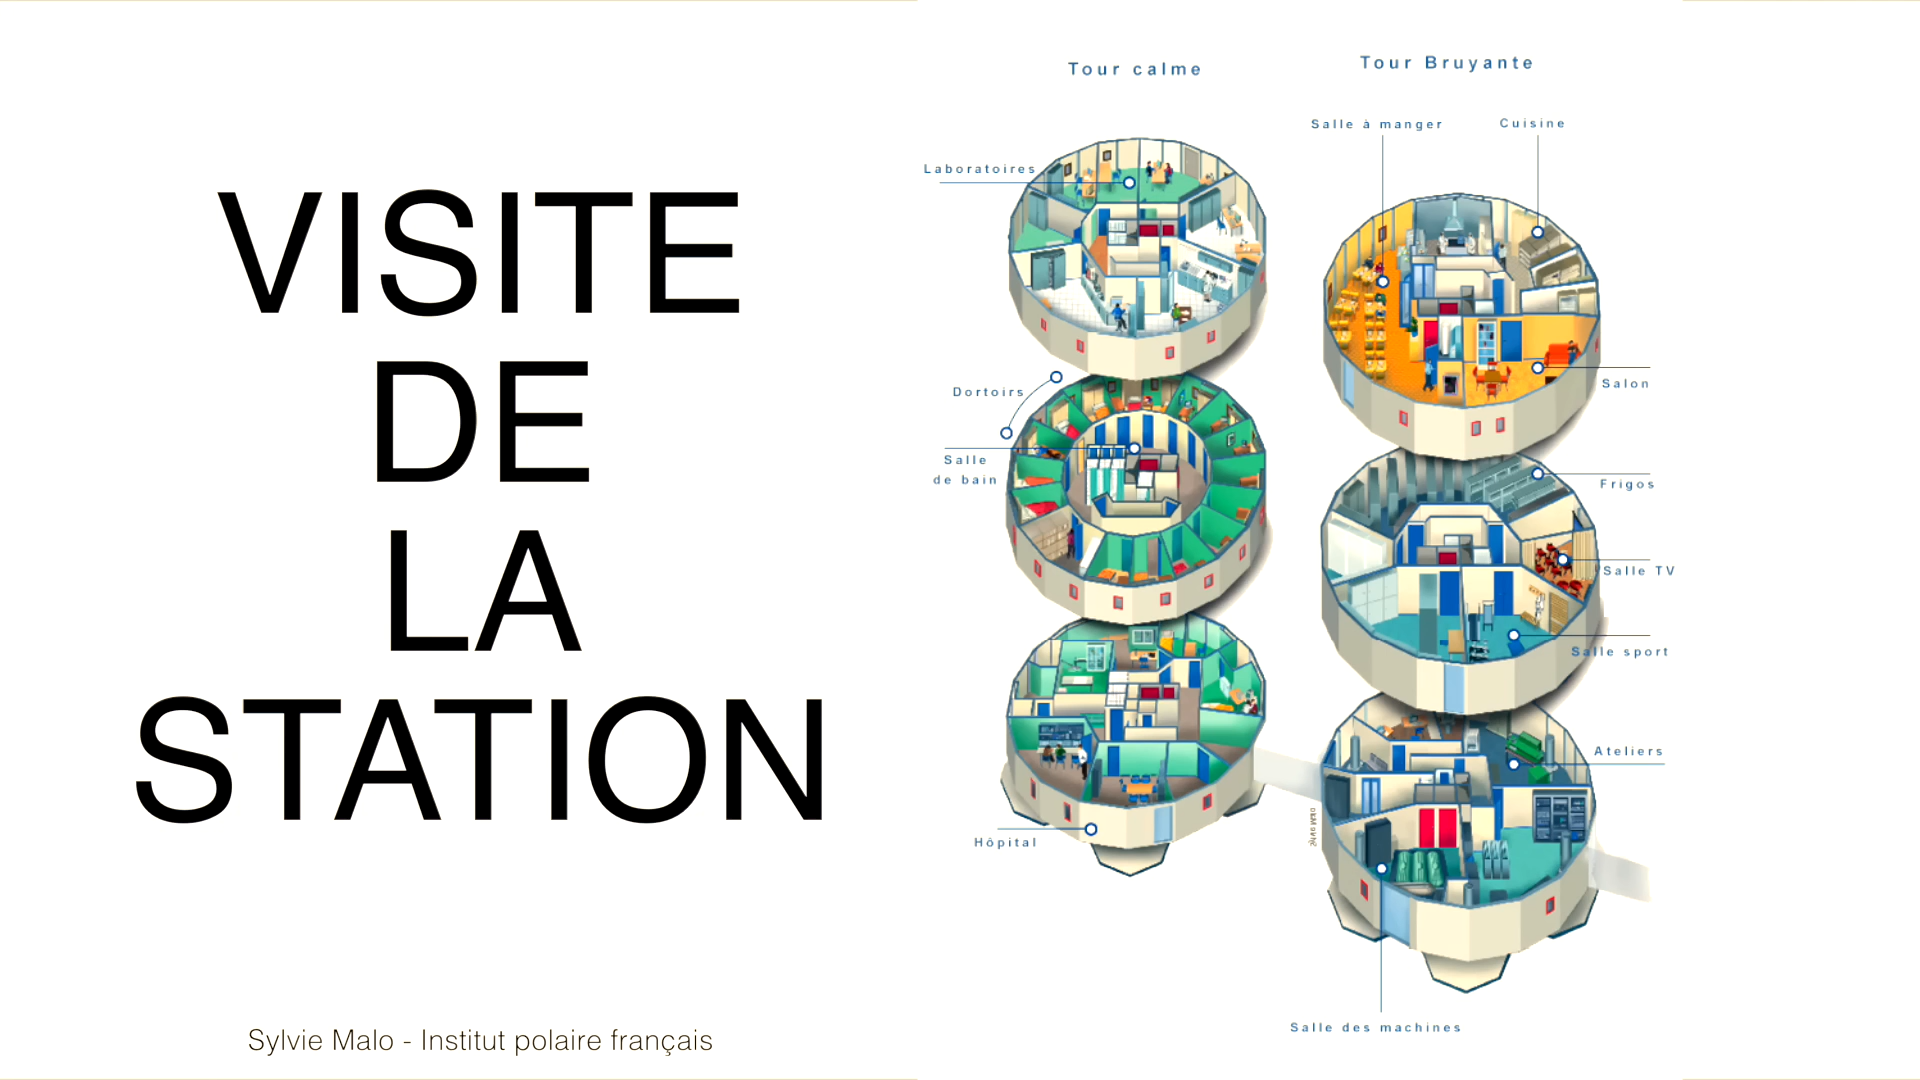 VISITE
DE
LA
STATION
Sylvie Malo - Institut polaire français
Tour calme
Tour Bruyante
Salle à manger
Cuisine
Laboratoires
Salon
Dortoirs
Salle
de bain
Frigos
Salle TV
Salle sport
Ateliers
Hôpital
Salle des machines